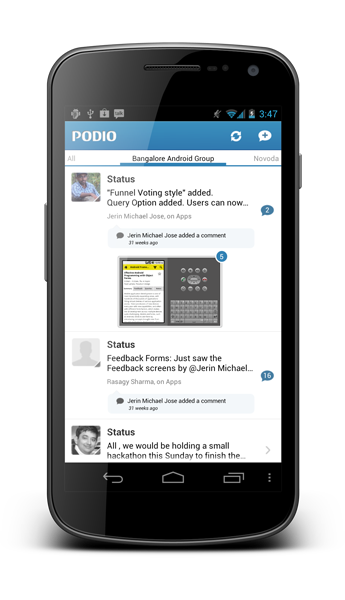 3:47
PODIO
All
Bangalore Android Group
Novoda
Status
"Funnel Voting style" added.
Query Option added. Users can now...
2
Jerin Michael Jose, on Apps
Jerin Michael Jose added a comment
31 weeks ago
5
Status
Feedback Forms: Just saw the
Feedback screens by @Jerin Michael...
16
Rasagy Sharma, on Apps
Jerin Michael Jose added a comment
31 weeks ago
Status
All , we would be holding a small
hackathon this Sunday to finish the...